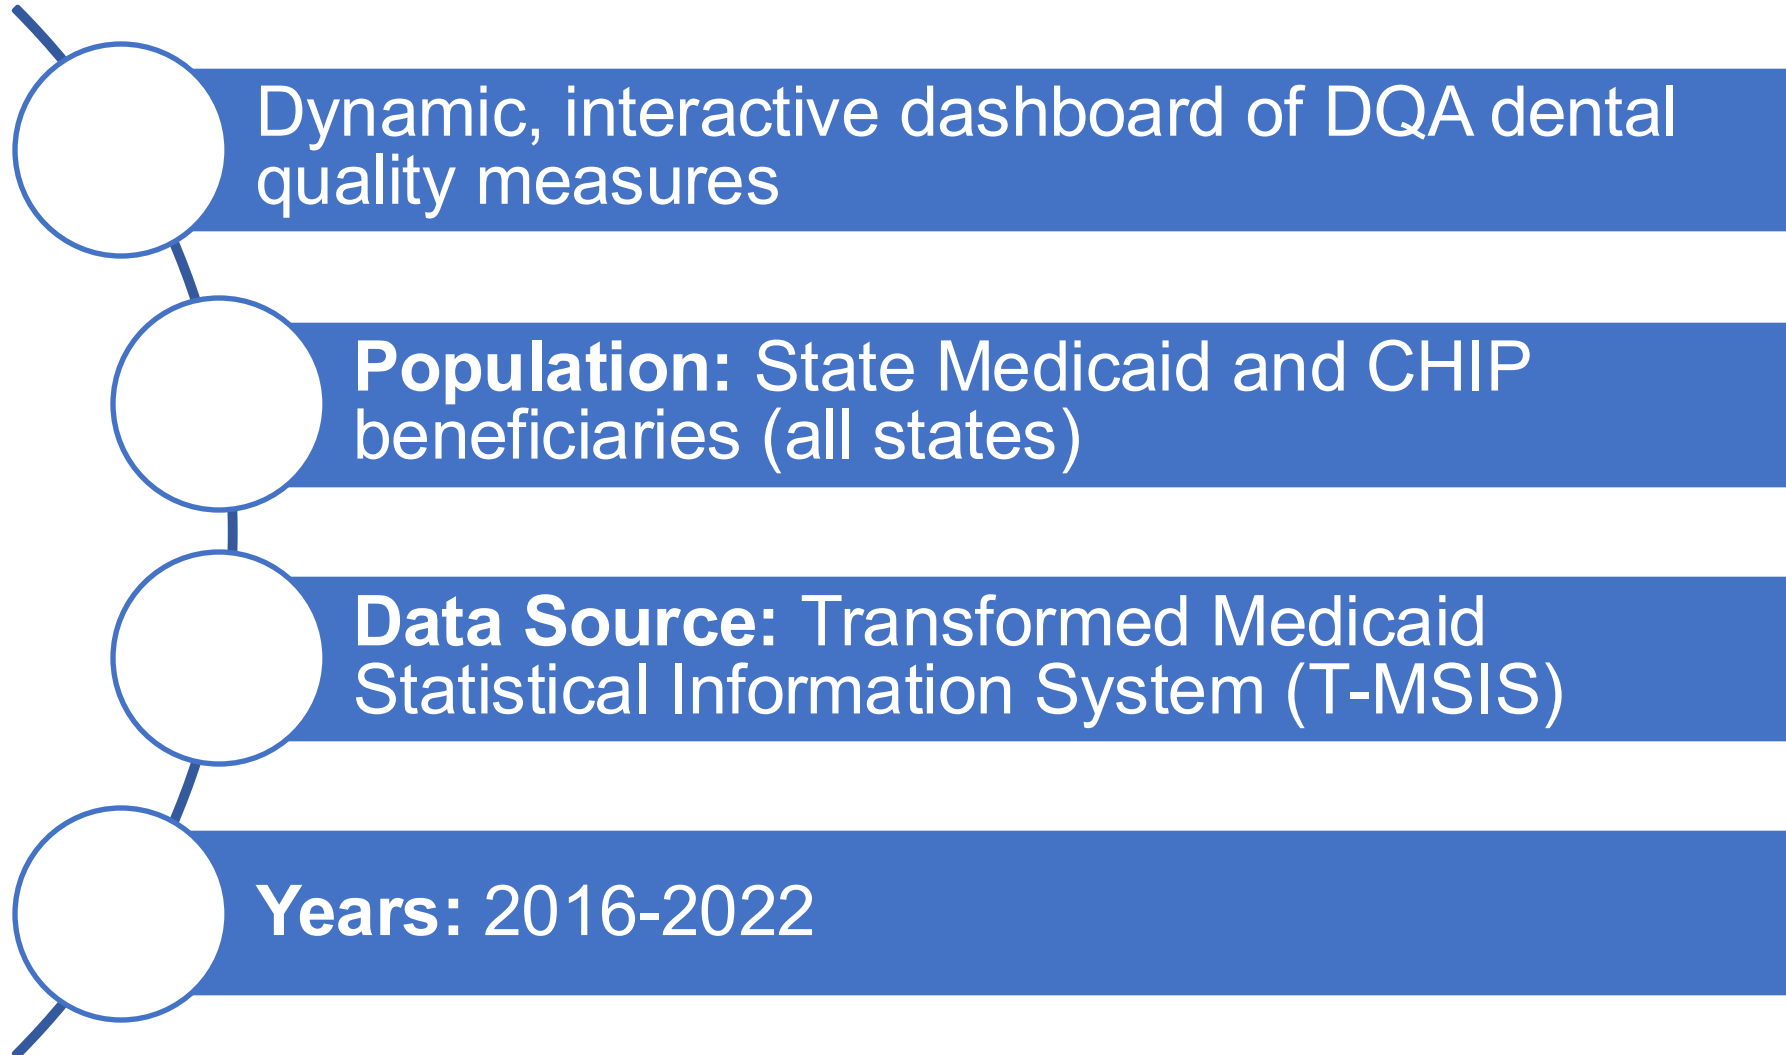 Dynamic, interactive dashboard of DQA dental
quality measures
Population: State Medicaid and CHIP
beneficiaries (all states)
Data Source: Transformed Medicaid
Statistical Information System (T-MSIS)
Years: 2016-2022